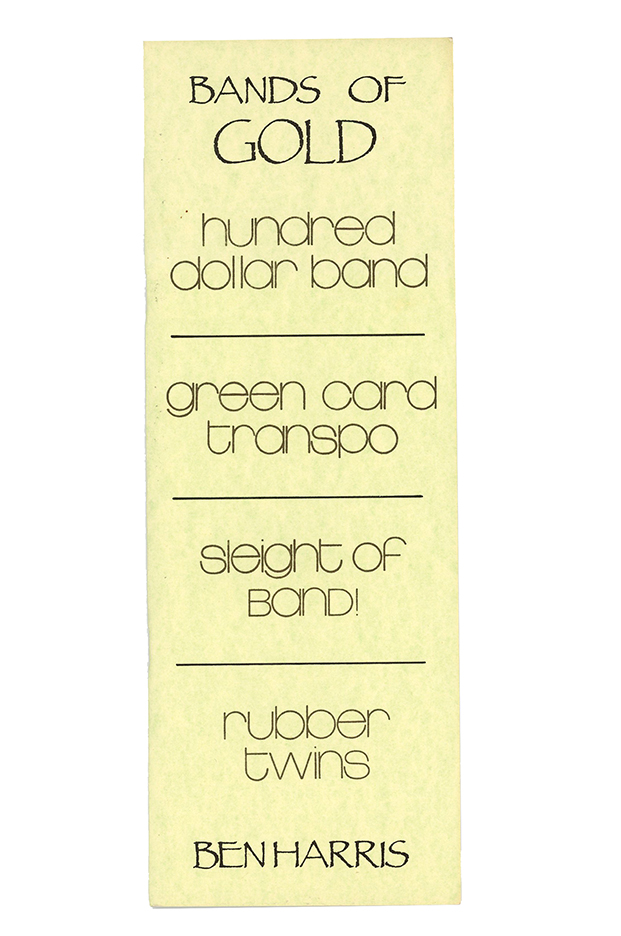 BANDS OF
GOLD
hundred
dollar band
green card
transpo
sleight of
BAnD!
rubber
twins
BEN HARRIS